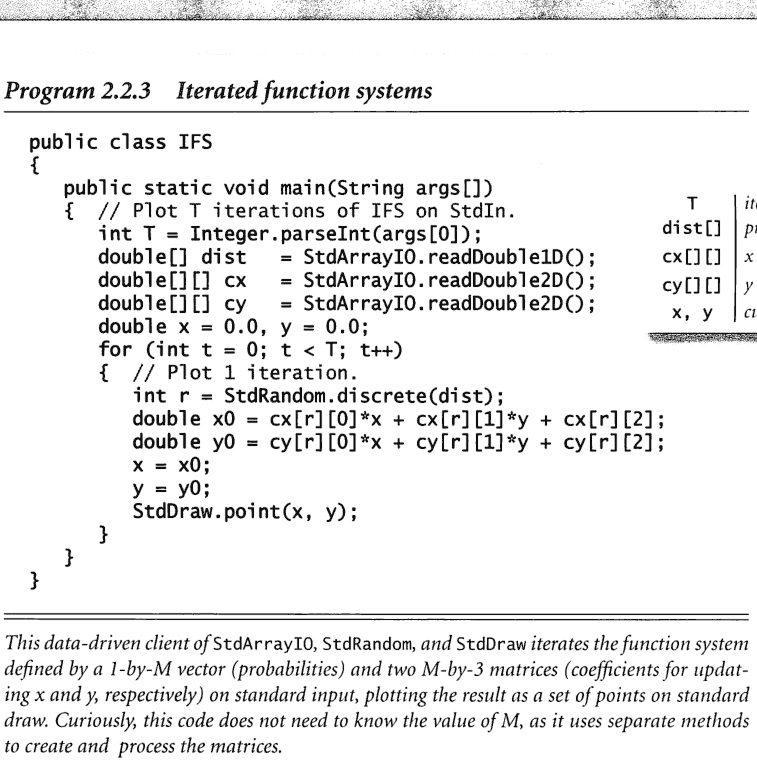 Program 2.2.3 Iterated function systems
public class IFS
{
   public static void main(String args[])
   {  // Plot T iterations of IFS on StdIn.
      int T = Integer.parseInt(args[0]);
      double[] dist   = StdArrayIO.readDouble1D();
      double[][] cx   = StdArrayIO.readDouble2D();
      double[][] cy   = StdArrayIO.readDouble2D();
      double x = 0.0, y = 0.0;
      for (int t = 0; t < T; t++)
      {  // Plot 1 iteration.
         int r = StdRandom.discrete(dist);
         double x0 = cx[r][0]*x + cx[r][1]*y + cx[r][2];
         double y0 = cy[r][0]*x + cy[r][1]*y + cy[r][2];
         x = x0;
         y = y0;
         StdDraw.point(x, y);
      }
   }
}
T
dist[]
cx[][] x
cy[][] y
x, y
This data-driven client of StdArrayIO, StdRandom, and StdDraw iterates the function system
defined by a 1-by-M vector (probabilities) and two M-by-3 matrices (coefficients for updat-
ing x and y, respectively) on standard input, plotting the result as a set of points on standard
draw. Curiously, this code does not need to know the value of M, as it uses separate methods
to create and process the matrices.